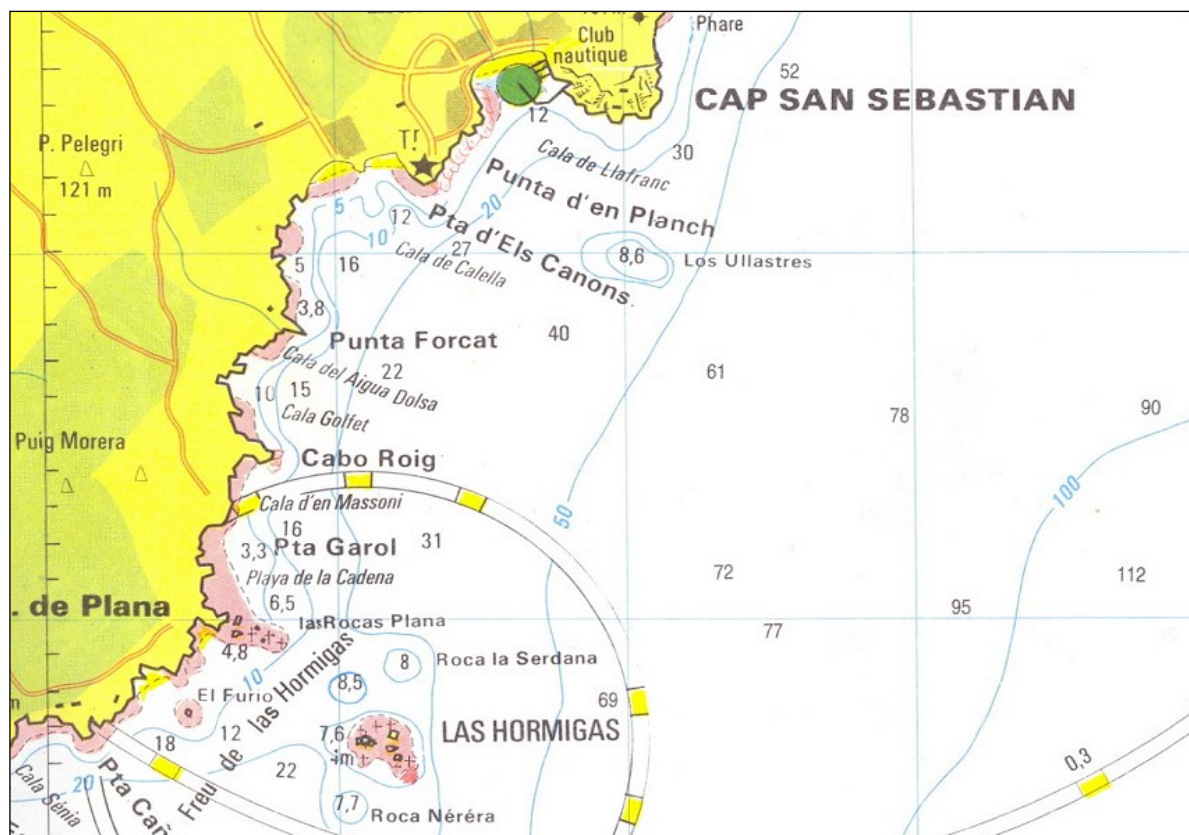 Phare
Club
nautique
52
CAP SAN SEBASTIAN
12
P. Pelegri
30
Cala de Llafranc
121 m
Punta d'en Planch
20
5
12
Pta d'Els Canons.
10
27
Cala de Calella
5
16
8,6
Los Ullastres
3,8
Punta Forcat
40
Cala del Aigua Dolsa
22
61
10
15
78
90
Cala Golfet
Puig Morera
Cabo Roig
100
50
Cala d'en Massoni
16
31
3,3
Pta Garol
72
112
Playa de la Cadena
6,5
95
. de Plana
las Rocas Plana
77
4,8
10
8
Roca la Serdana
8,5
El Furio
69
12
Freu de las Hormigas
7,6
LAS HORMIGAS
18
1m
0,3
22
20
Cala Sénia
Pta Cañ
7,7
Roca Néréra